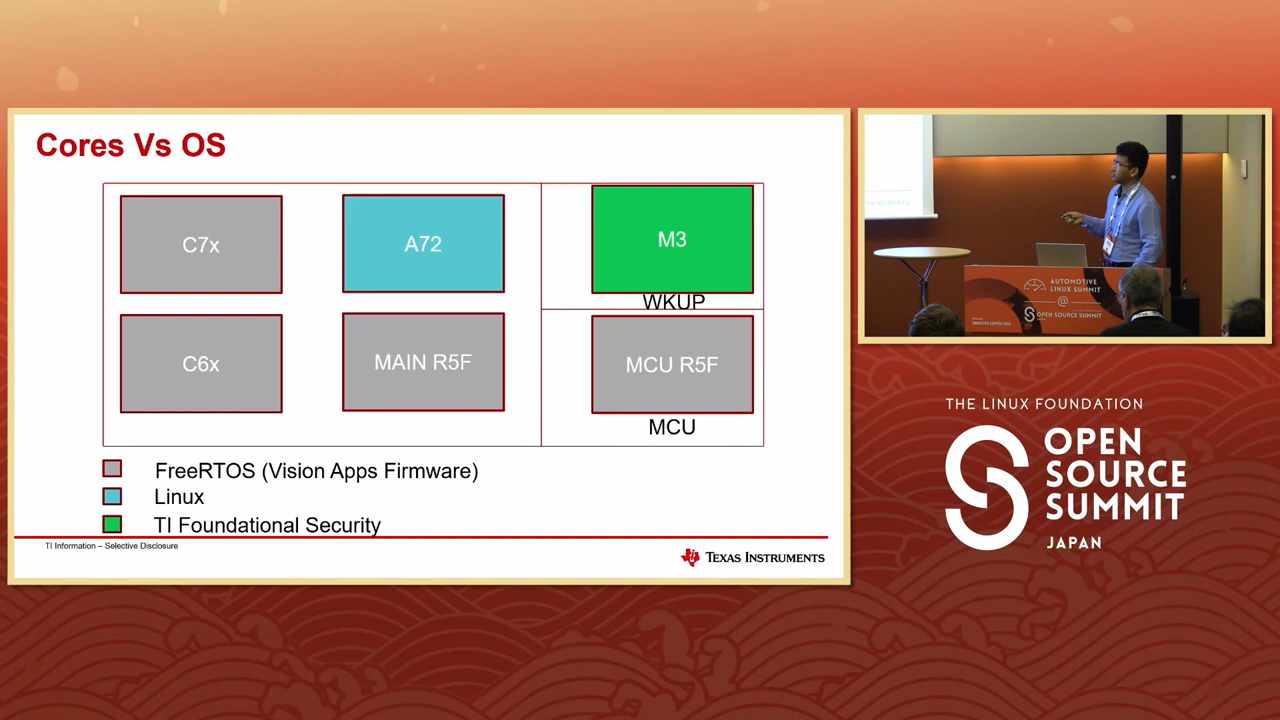 Cores Vs OS
C7x
A72
M3
WKUP
C6x
MAIN R5F
MCU R5F
MCU
FreeRTOS (Vision Apps Firmware)
Linux
TI Foundational Security
TI Information – Selective Disclosure
TEXAS INSTRUMENTS
AUTOMOTIVE
LINUX SUMMIT
@
OPEN SOURCE SUMMIT
THE LINUX FOUNDATION
OPEN
SOURCE
SUMMIT
JAPAN